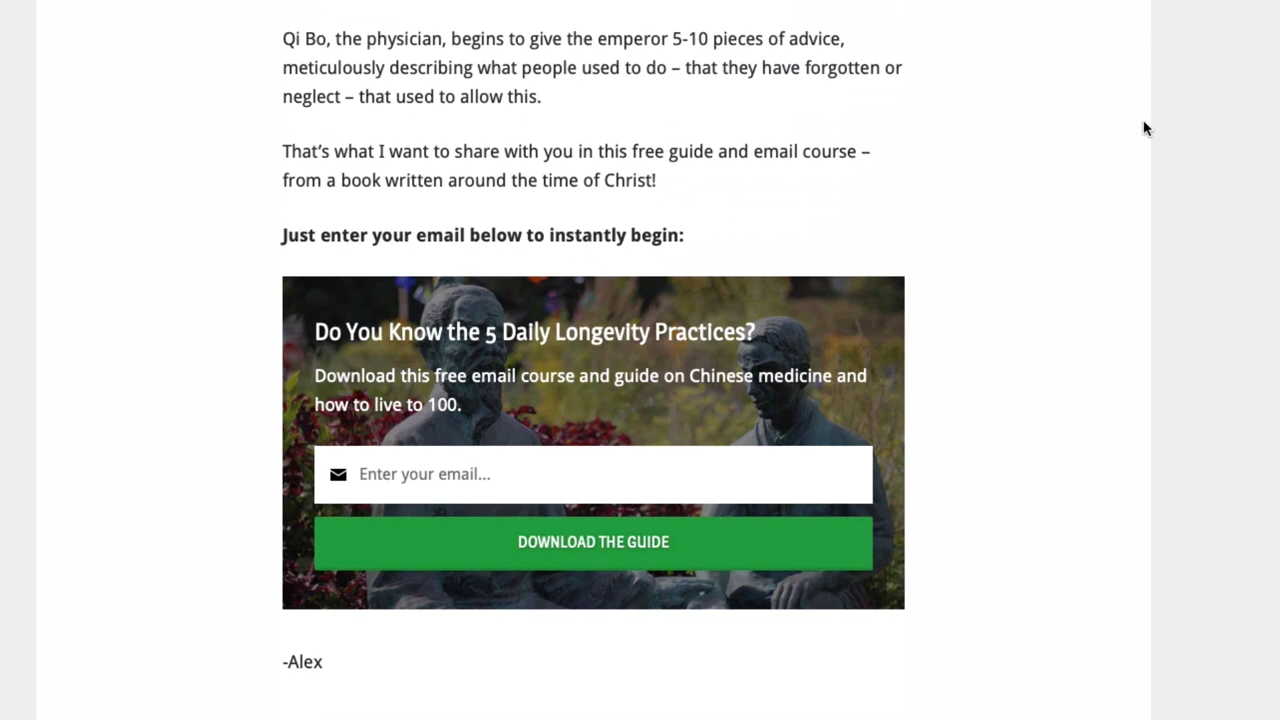 Qi Bo, the physician, begins to give the emperor 5-10 pieces of advice,
meticulously describing what people used to do – that they have forgotten or
neglect – that used to allow this.
That’s what I want to share with you in this free guide and email course –
from a book written around the time of Christ!
Just enter your email below to instantly begin:
Do You Know the 5 Daily Longevity Practices?
Download this free email course and guide on Chinese medicine and
how to live to 100.
Enter your email...
DOWNLOAD THE GUIDE
-Alex